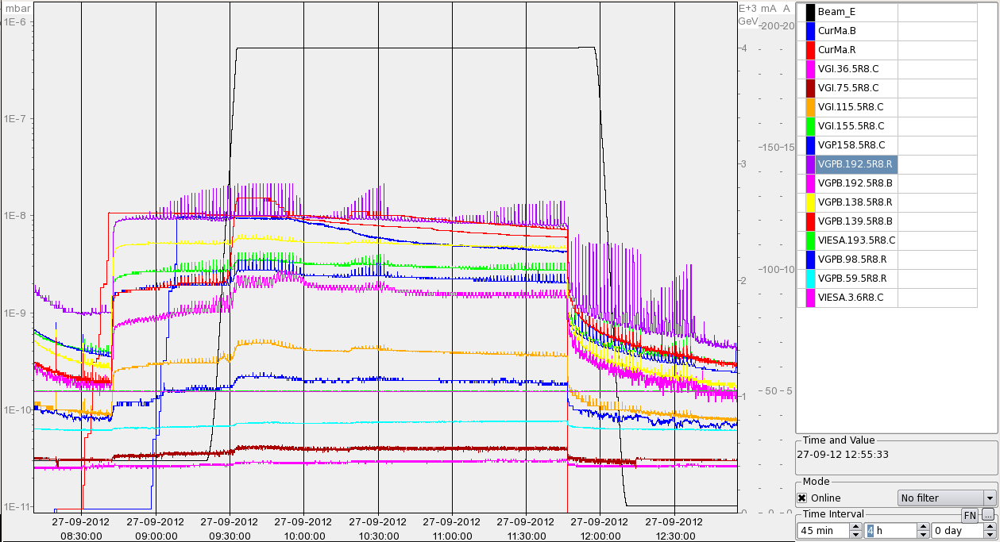 mbar
1E-6
1E-7
1E-8
1E-9
1E-10
1E-11
E+3 mA A
GeV
4
3
2
1
0
200-20
150-15
100-10
50-5
0-0
27-09-2012 27-09-2012 27-09-2012 27-09-2012 27-09-2012 27-09-2012 27-09-2012 27-09-2012 27-09-2012
08:30:00 09:00:00 09:30:00 10:00:00 10:30:00 11:00:00 11:30:00 12:00:00 12:30:00
Beam_E
CurMa.B
CurMa.R
VGI.36.5R8.C
VGI.75.5R8.C
VGI.115.5R8.C
VGI.155.5R8.C
VGP.158.5R8.C
VGPB.192.5R8.R
VGPB.192.5R8.B
VGPB.138.5R8.R
VGPB.139.5R8.B
VIESA.193.5R8.C
VGPB.98.5R8.R
VGPB.59.5R8.R
VIESA.3.6R8.C
Time and Value
27-09-12 12:55:33
Mode
Online
No filter
Time Interval
FN
...
45 min
4 h
0 day